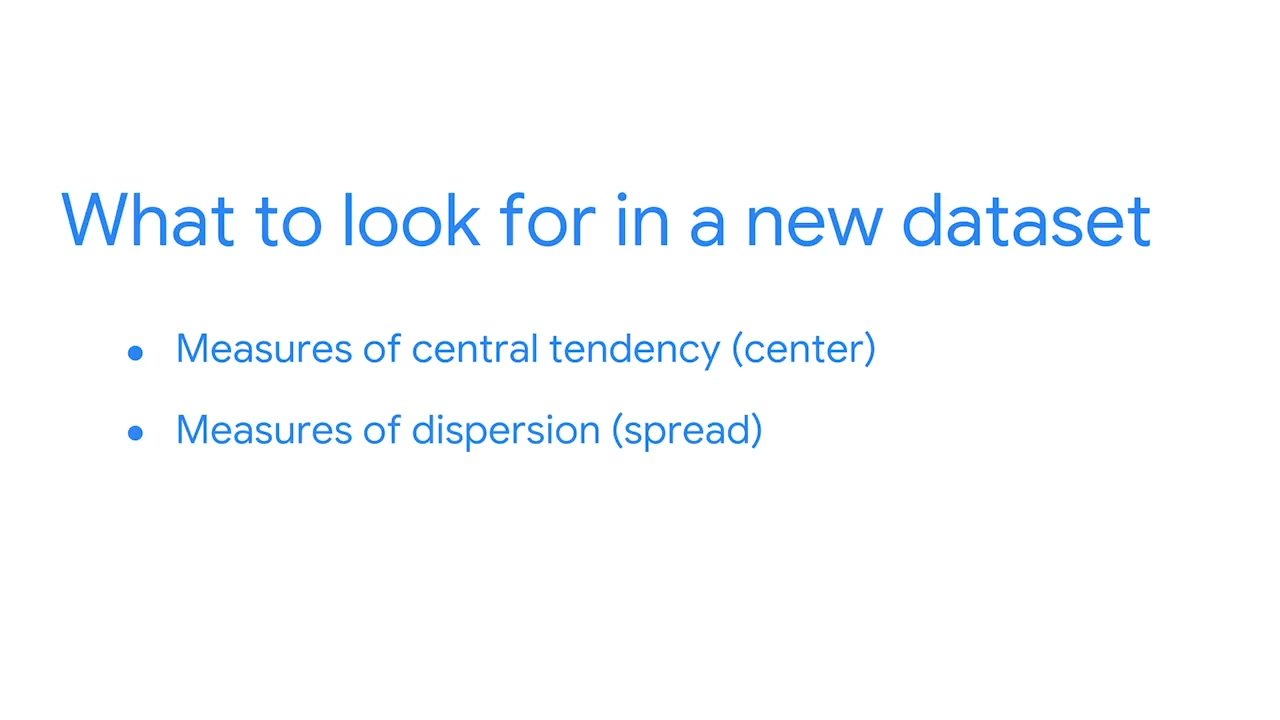 What to look for in a new dataset
● Measures of central tendency (center)
● Measures of dispersion (spread)